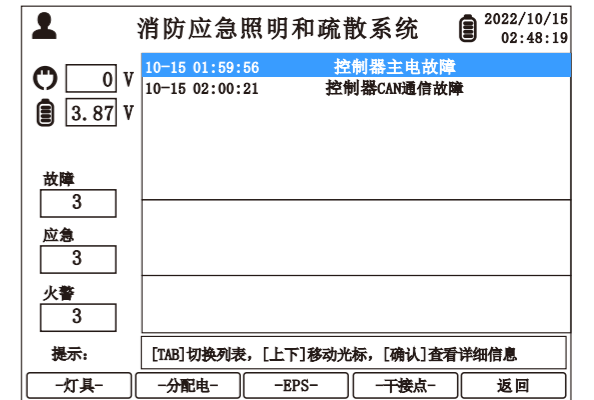 消防应急照明和疏散系统
2022/10/15
02:48:19
0 V
3.87 V
10-15 01:59:56 控制器主电故障
10-15 02:00:21 控制器CAN通信故障
故障
3
应急
3
火警
3
提示:
[TAB]切换列表, [上下]移动光标, [确认]查看详细信息
-灯具- -分配电- -EPS- -干接点- 返回